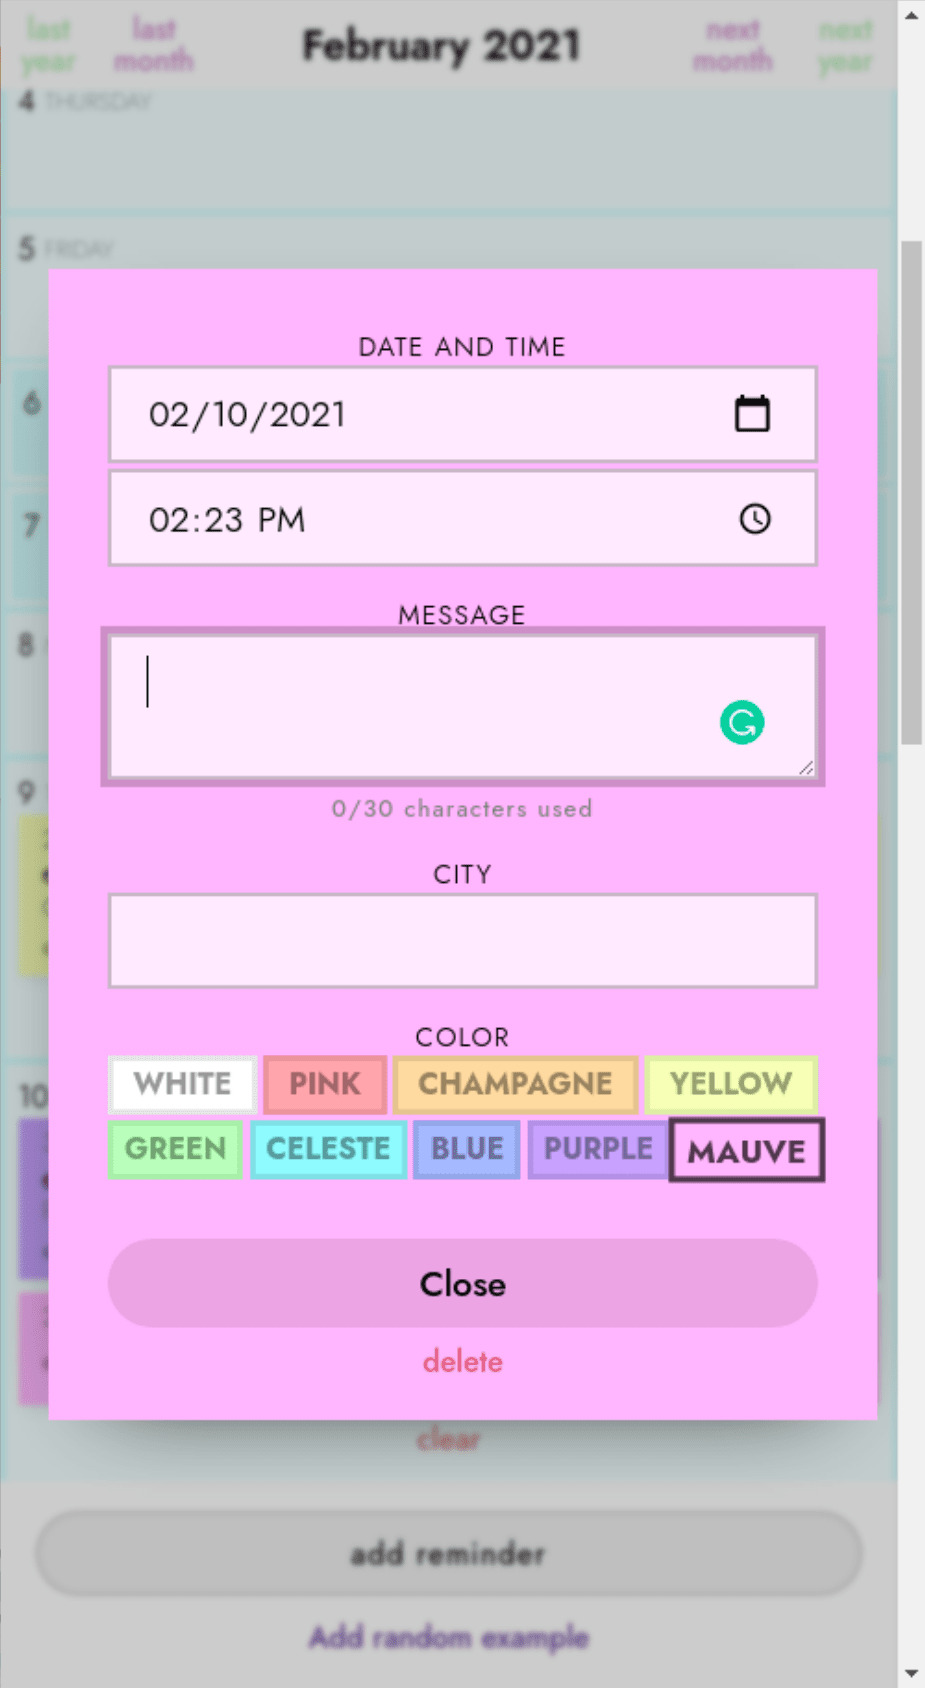 last year
last month
February 2021
next month
next year
4 THURSDAY
5 FRIDAY
DATE AND TIME
02/10/2021
6
02:23 PM
7
MESSAGE
8
9
0/30 characters used
CITY
COLOR
WHITE PINK CHAMPAGNE YELLOW
10
GREEN CELESTE BLUE PURPLE MAUVE
Close
delete
clear
add reminder
Add random example